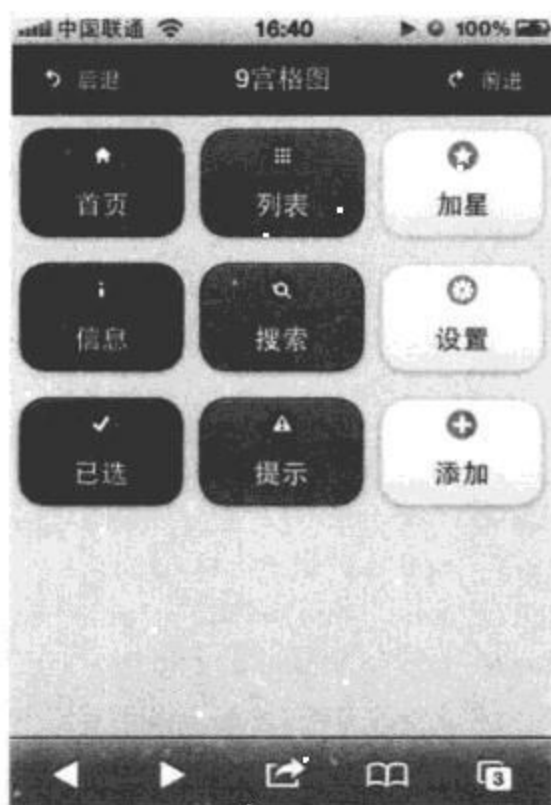 中国联通 16:40 100%
后退 9宫格图 前进
首页 列表 加星
信息 搜索 设置
已选 提示 添加
3